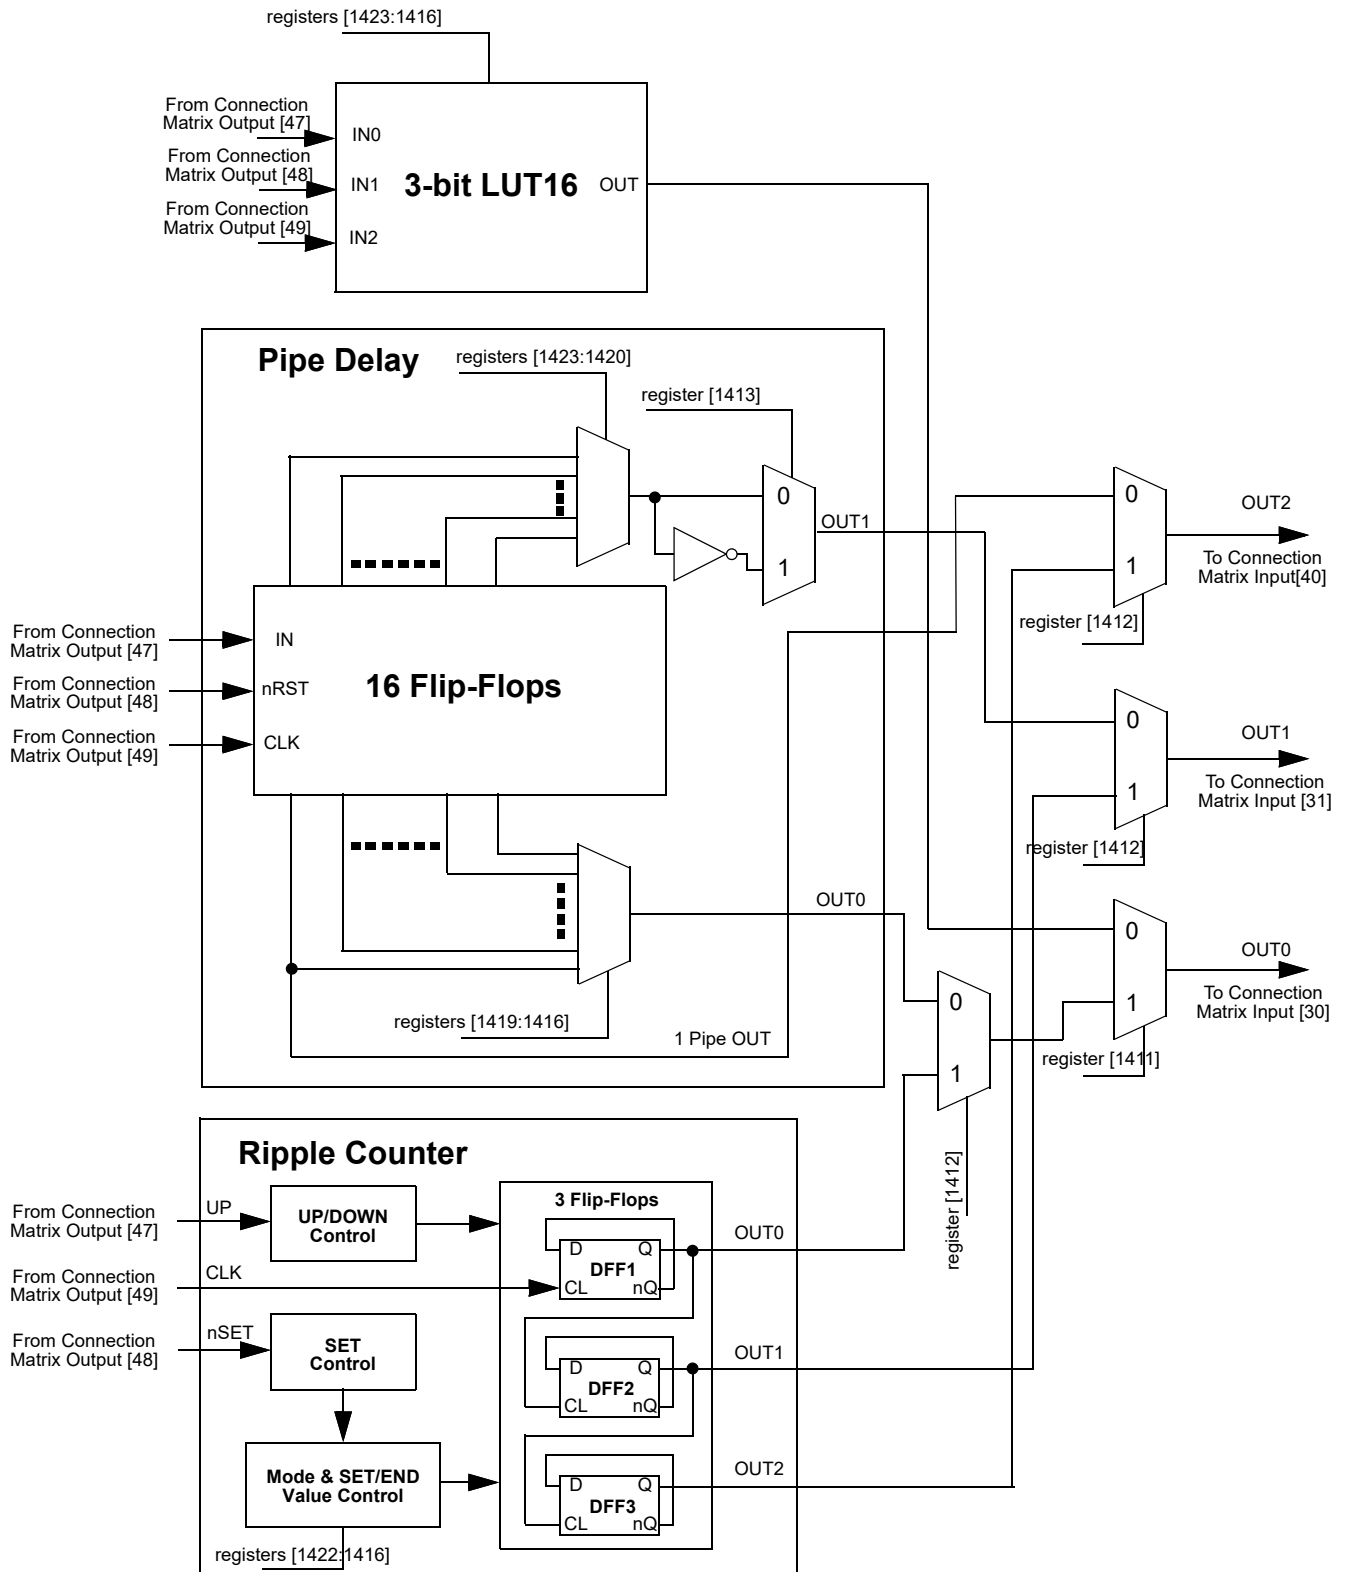 registers [1423:1416]
From Connection
Matrix Output [47]
IN0
From Connection
Matrix Output [48]
IN1
3-bit LUT16
OUT
From Connection
Matrix Output [49]
IN2
Pipe Delay
registers [1423:1420]
register [1413]
0
1
OUT1
From Connection
Matrix Output [47]
IN
From Connection
Matrix Output [48]
nRST
16 Flip-Flops
From Connection
Matrix Output [49]
CLK
OUT0
registers [1419:1416]
1 Pipe OUT
0
1
OUT2
To Connection
Matrix Input[40]
register [1412]
0
1
OUT1
To Connection
Matrix Input [31]
register [1412]
0
1
OUT0
To Connection
Matrix Input [30]
register [1411]
0
1
register [1412]
Ripple Counter
From Connection
Matrix Output [47]
UP
UP/DOWN
Control
From Connection
Matrix Output [49]
CLK
From Connection
Matrix Output [48]
nSET
SET
Control
Mode & SET/END
Value Control
registers [1422:1416]
3 Flip-Flops
D
Q
DFF1
CL
nQ
OUT0
D
Q
DFF2
CL
nQ
OUT1
D
Q
DFF3
CL
nQ
OUT2